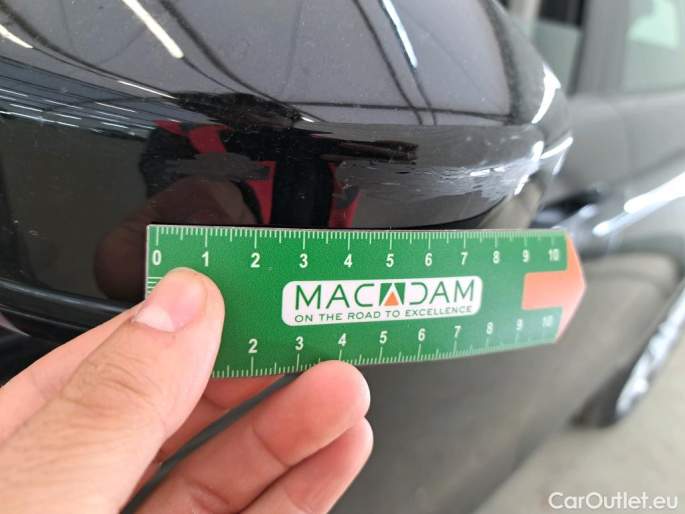 0 1 2 3 4 5 6 7 8 9 10
MACADAM
ON THE ROAD TO EXCELLENCE
2 3 4 5 6 7 8 9 10
CarOutlet.eu